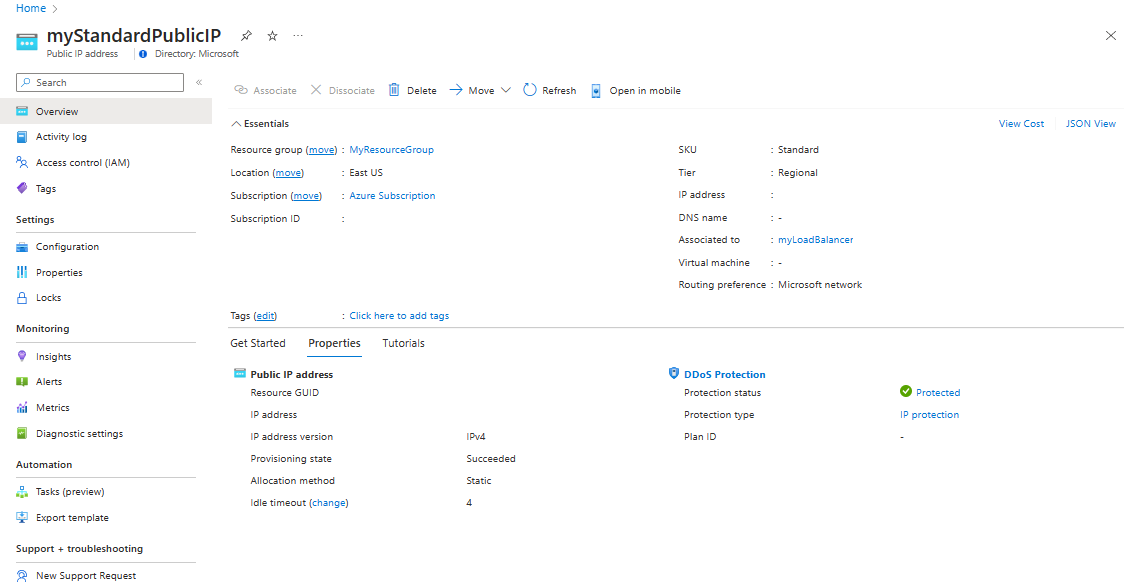 Home >
myStandardPublicIP
Public IP address
Directory: Microsoft
Search
«
Overview
Activity log
Access control (IAM)
Tags
Settings
Configuration
Properties
Locks
Monitoring
Insights
Alerts
Metrics
Diagnostic settings
Automation
Tasks (preview)
Export template
Support + troubleshooting
New Support Request
Associate Dissociate Delete Move Refresh Open in mobile
Essentials
View Cost JSON View
Resource group (move) : MyResourceGroup
Location (move) : East US
Subscription (move) : Azure Subscription
Subscription ID :
SKU : Standard
Tier : Regional
IP address :
DNS name : -
Associated to : myLoadBalancer
Virtual machine : -
Routing preference : Microsoft network
Tags (edit) : Click here to add tags
Get Started Properties Tutorials
Public IP address
Resource GUID
IP address
IP address version IPv4
Provisioning state Succeeded
Allocation method Static
Idle timeout (change) 4
DDoS Protection
Protection status Protected
Protection type IP protection
Plan ID -